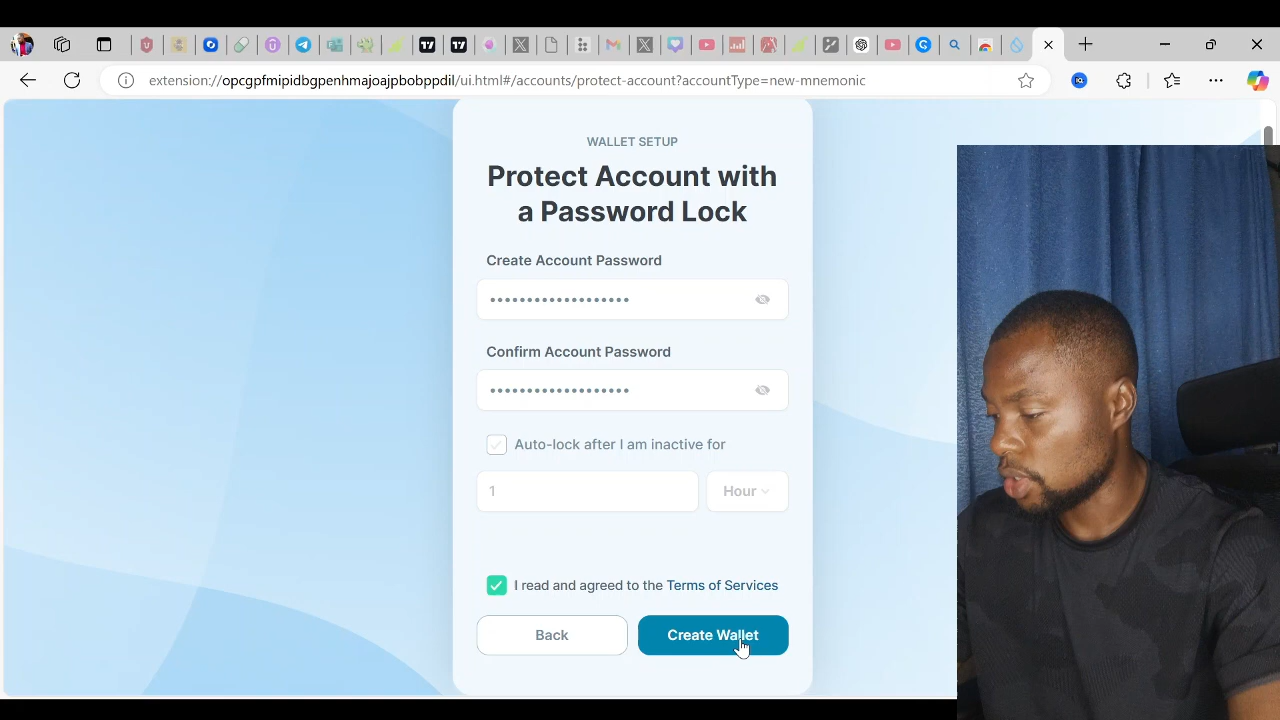 extension://opcgpfmipidbgpenhmajoajpbobppdil/ui.html#/accounts/protect-account?accountType=new-mnemonic
WALLET SETUP
Protect Account with
a Password Lock
Create Account Password
Confirm Account Password
Auto-lock after I am inactive for
1
Hour
I read and agreed to the Terms of Services
Back
Create Wallet